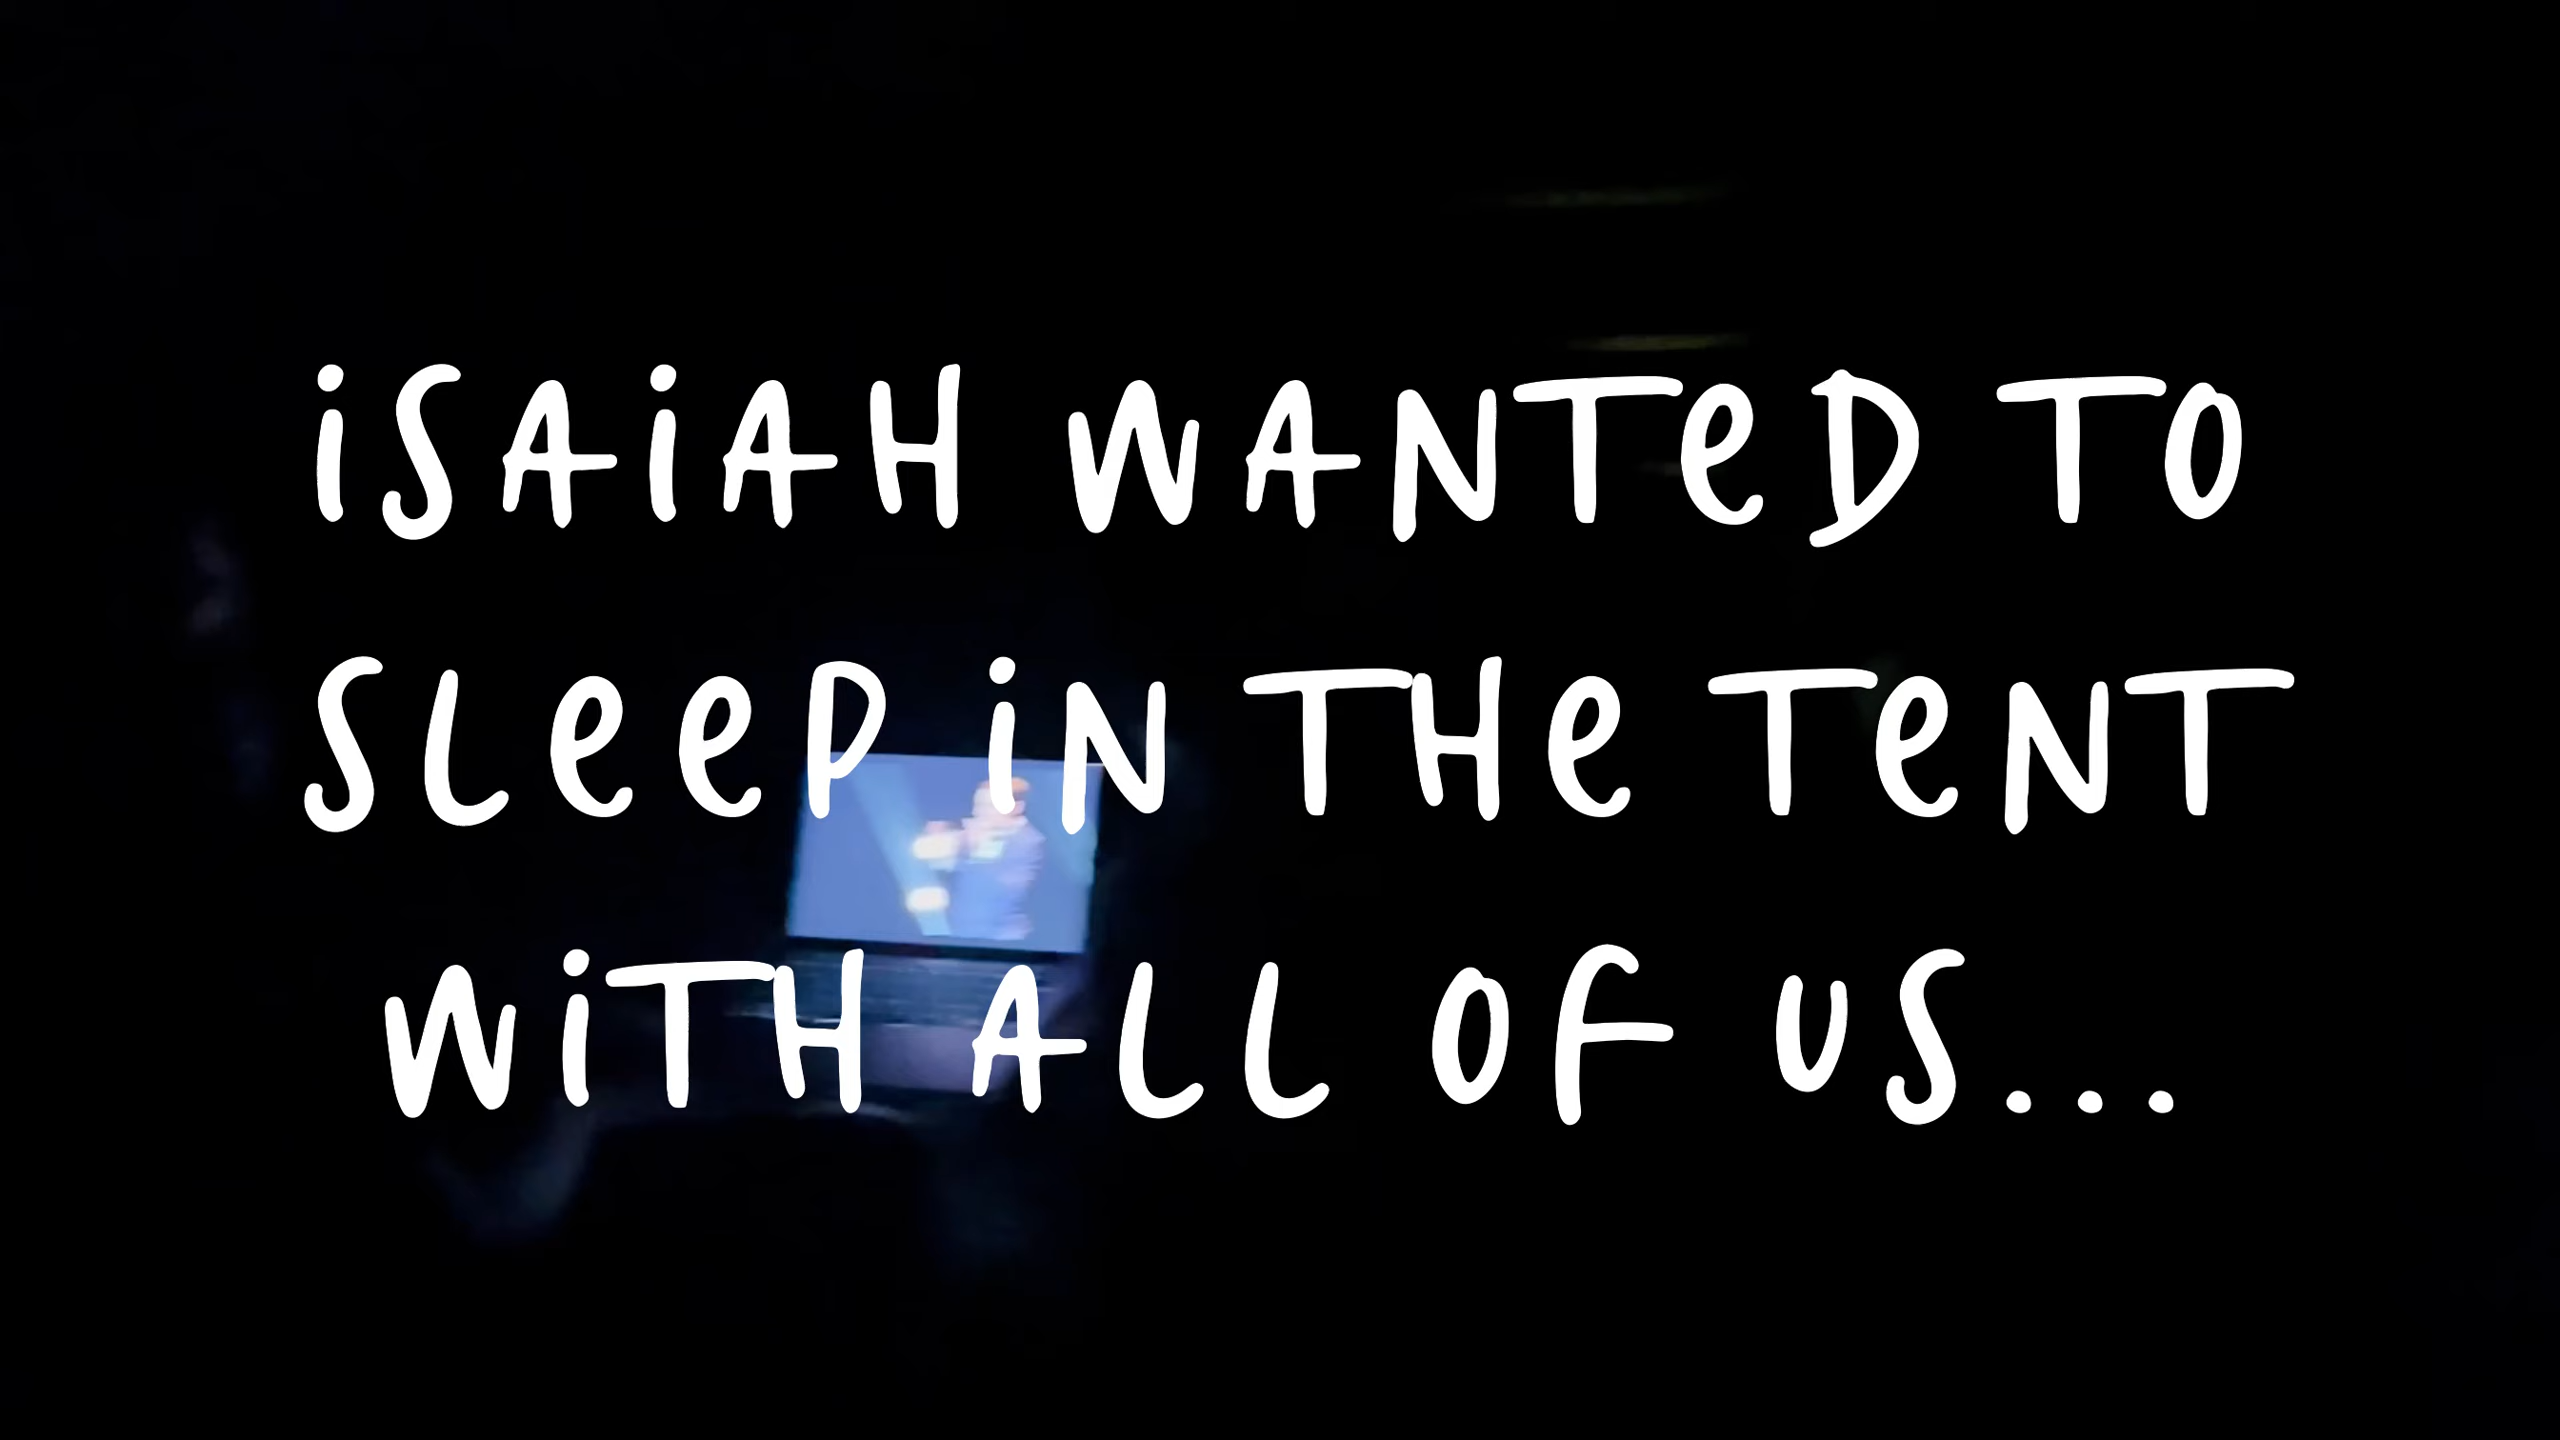 iSAiAH WANTeD TO
SLeeP iN THe TeNT
WiTH ALL OF US...